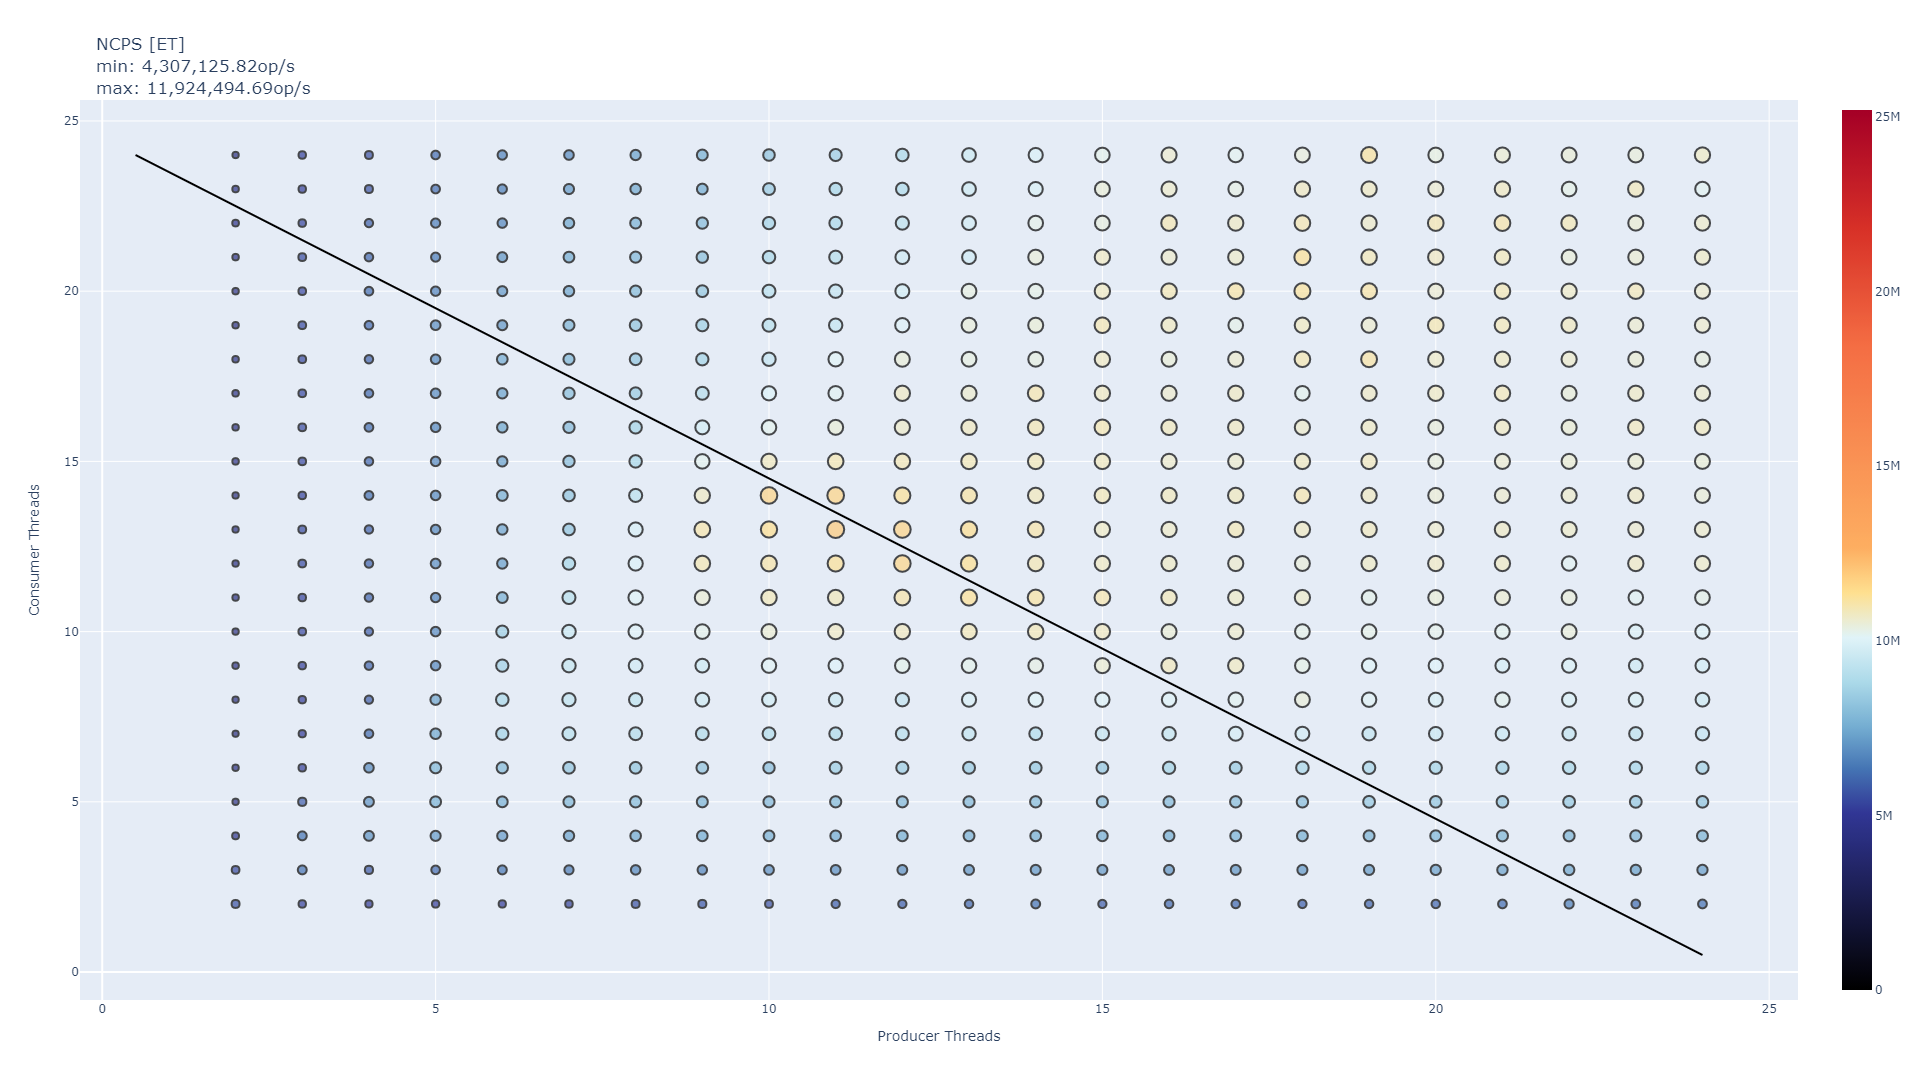 NCPS [ET]
min: 4,307,125.82op/s
max: 11,924,494.69op/s
25
20
15
10
5
0
Consumer Threads
0
5
10
15
20
25
Producer Threads
25M
20M
15M
10M
5M
0